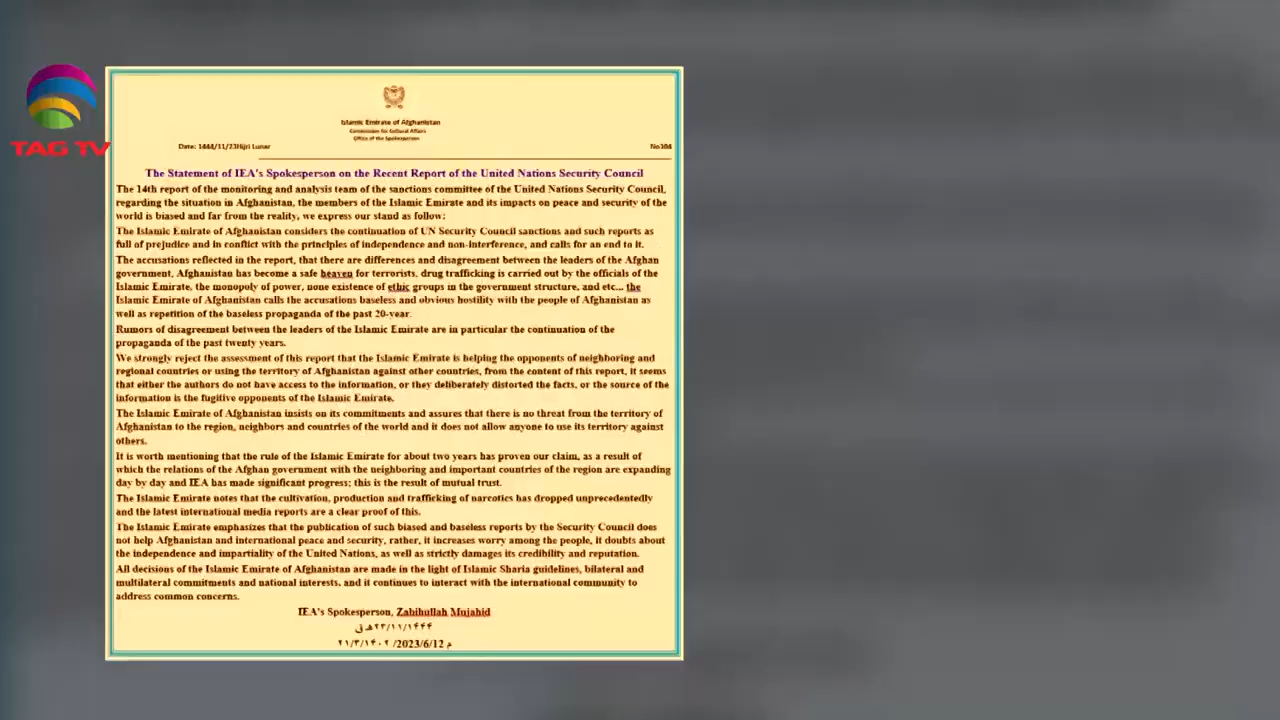 TAG TV
Islamic Emirate of Afghanistan
Commission for Cultural Affairs
Office of the Spokesperson
Date: 1444/11/23Hijri Lunar No384
The Statement of IEA's Spokesperson on the Recent Report of the United Nations Security Council
The 14th report of the monitoring and analysis team of the sanctions committee of the United Nations Security Council,
regarding the situation in Afghanistan, the members of the Islamic Emirate and its impacts on peace and security of the
world is biased and far from the reality, we express our stand as follow:
The Islamic Emirate of Afghanistan considers the continuation of UN Security Council sanctions and such reports as
full of prejudice and in conflict with the principles of independence and non-interference, and calls for an end to it.
The accusations reflected in the report, that there are differences and disagreement between the leaders of the Afghan
government, Afghanistan has become a safe heaven for terrorists, drug trafficking is carried out by the officials of the
Islamic Emirate, the monopoly of power, none existence of ethic groups in the government structure, and etc... the
Islamic Emirate of Afghanistan calls the accusations baseless and obvious hostility with the people of Afghanistan as
well as repetition of the baseless propaganda of the past 20-year.
Rumors of disagreement between the leaders of the Islamic Emirate are in particular the continuation of the
propaganda of the past twenty years.
We strongly reject the assessment of this report that the Islamic Emirate is helping the opponents of neighboring and
regional countries or using the territory of Afghanistan against other countries, from the content of this report, it seems
that either the authors do not have access to the information, or they deliberately distorted the facts, or the source of the
information is the fugitive opponents of the Islamic Emirate.
The Islamic Emirate of Afghanistan insists on its commitments and assures that there is no threat from the territory of
Afghanistan to the region, neighbors and countries of the world and it does not allow anyone to use its territory against
others.
It is worth mentioning that the rule of the Islamic Emirate for about two years has proven our claim, as a result of
which the relations of the Afghan government with the neighboring and important countries of the region are expanding
day by day and IEA has made significant progress; this is the result of mutual trust.
The Islamic Emirate notes that the cultivation, production and trafficking of narcotics has dropped unprecedentedly
and the latest international media reports are a clear proof of this.
The Islamic Emirate emphasizes that the publication of such biased and baseless reports by the Security Council does
not help Afghanistan and international peace and security, rather, it increases worry among the people, it doubts about
the independence and impartiality of the United Nations, as well as strictly damages its credibility and reputation.
All decisions of the Islamic Emirate of Afghanistan are made in the light of Islamic Sharia guidelines, bilateral and
multilateral commitments and national interests, and it continues to interact with the international community to
address common concerns.
IEA's Spokesperson, Zabihullah Mujahid
۲۳/۱۱/۱۴۴۴هـ ق
۲۱/۳/۱۴۰۲ /2023/6/12 م